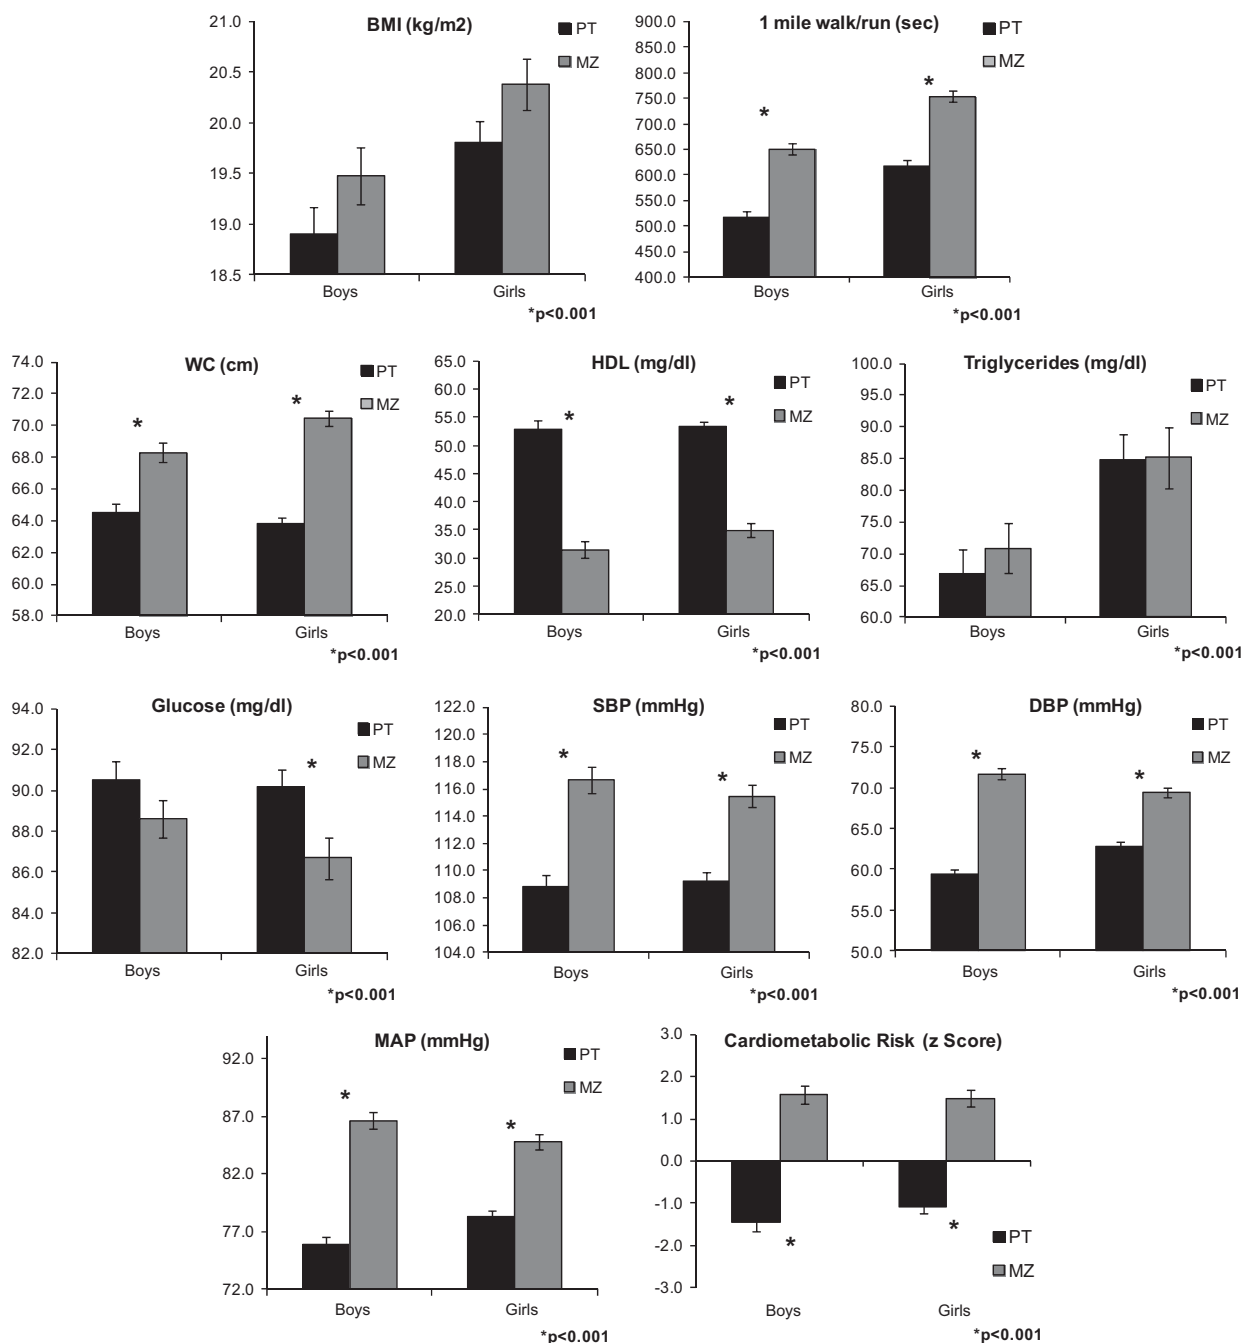 BMI (kg/m2)
PT
MZ
21.0
20.5
20.0
19.5
19.0
18.5
Boys
Girls
*p<0.001
1 mile walk/run (sec)
PT
MZ
900.0
850.0
800.0
750.0
700.0
650.0
600.0
550.0
500.0
450.0
400.0
*
*
Boys
Girls
*p<0.001
WC (cm)
PT
MZ
74.0
72.0
70.0
68.0
66.0
64.0
62.0
60.0
58.0
*
*
Boys
Girls
*p<0.001
HDL (mg/dl)
PT
MZ
65.0
60.0
55.0
50.0
45.0
40.0
35.0
30.0
25.0
20.0
*
*
Boys
Girls
*p<0.001
Triglycerides (mg/dl)
PT
MZ
100.0
95.0
90.0
85.0
80.0
75.0
70.0
65.0
60.0
Boys
Girls
*p<0.001
Glucose (mg/dl)
PT
MZ
94.0
92.0
90.0
88.0
86.0
84.0
82.0
*
Boys
Girls
*p<0.001
SBP (mmHg)
PT
MZ
122.0
120.0
118.0
116.0
114.0
112.0
110.0
108.0
106.0
104.0
*
*
Boys
Girls
*p<0.001
DBP (mmHg)
PT
MZ
80.0
75.0
70.0
65.0
60.0
55.0
50.0
*
*
Boys
Girls
*p<0.001
MAP (mmHg)
PT
MZ
92.0
87.0
82.0
77.0
72.0
*
*
Boys
Girls
*p<0.001
Cardiometabolic Risk (z Score)
3.0
2.0
1.0
0.0
-1.0
-2.0
-3.0
*
*
PT
MZ
Boys
Girls
*p<0.001